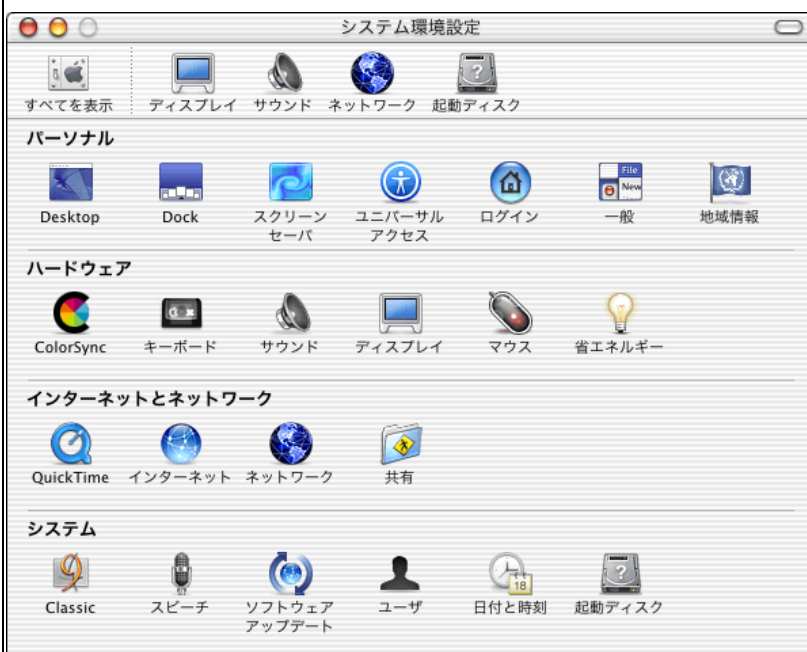 システム環境設定
すべてを表示 ディスプレイ サウンド ネットワーク 起動ディスク
パーソナル
File
New
Desktop Dock スクリーン ユニバーサル ログイン 一般 地域情報
セーバ アクセス
ハードウェア
ColorSync キーボード サウンド ディスプレイ マウス 省エネルギー
インターネットとネットワーク
QuickTime インターネット ネットワーク 共有
システム
18
Classic スピーチ ソフトウェア ユーザ 日付と時刻 起動ディスク
アップデート